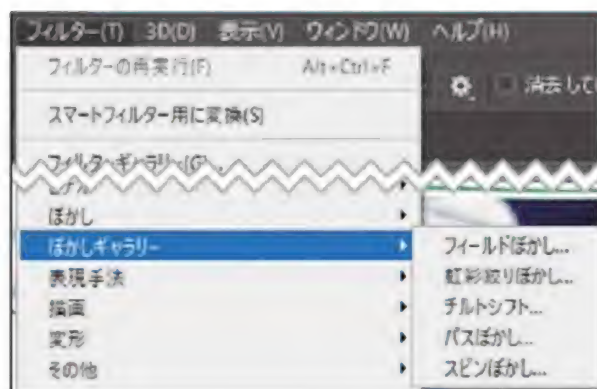 フィルター(T) 3D(D) 表示(V) ウィンドウ(W) ヘルプ(H)
フィルターの再実行(F) Alt+Ctrl+F
消去して
スマートフィルター用に変換(S)
フィルターギャラリー(G)...
ぼかし
ぼかしギャラリー
表現手法
描画
変形
その他
フィールドぼかし...
虹彩絞りぼかし...
チルトシフト...
パスぼかし...
スピンぼかし...